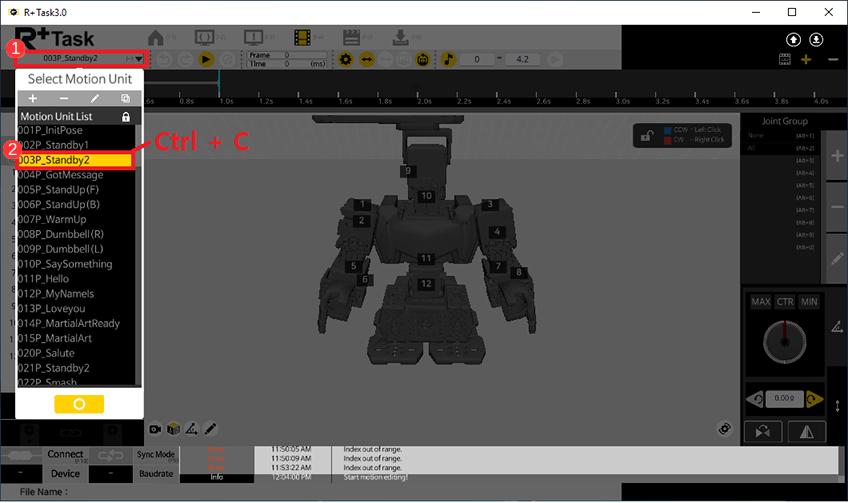 R+Task3.0
R+Task
1
003P_Standby2
Frame 0
Time 0 (ms)
0 - 4.2
Select Motion Unit
Motion Unit List
001P_InitPose
002P_Standby1
2
003P_Standby2
Ctrl + C
004P_GotMessage
005P_StandUp(F)
006P_StandUp(B)
007P_WarmUp
008P_Dumbbell(R)
009P_Dumbbell(L)
010P_SaySomething
011P_Hello
012P_MyNameIs
013P_Loveyou
014P_MartialArtReady
015P_MartialArt
020P_Salute
021P_Standby2
022P_Smash
0.8s 1.0s 1.2s 1.4s 1.6s 1.8s 2.0s 2.2s 2.4s 2.6s 2.8s 3.0s 3.2s 3.4s 3.6s 3.8s 4.0s
CCW - Left Click
CW - Right Click
9
10
1
3
2
4
11
5
7
6
8
12
Joint Group
None (Alt+1)
All (Alt+2)
(Alt+3)
(Alt+4)
(Alt+5)
(Alt+6)
(Alt+7)
(Alt+8)
(Alt+9)
(Alt+0)
MAX CTR MIN
0.00 º
Connect
Device
Sync Mode
Baudrate
11:50:05 AM Index out of range.
11:50:09 AM Index out of range.
11:53:22 AM Index out of range.
Info 12:04:00 PM Start motion editing!
File Name :